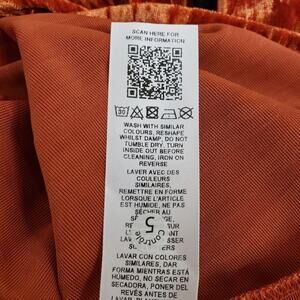 SCAN HERE FOR
MORE INFORMATION
30
WASH WITH SIMILAR
COLOURS, RESHAPE
WHILST DAMP, DO NOT
TUMBLE DRY, TURN
INSIDE OUT BEFORE
CLEANING, IRON ON
REVERSE
LAVER AVEC DES
COULEURS
SIMILAIRES,
REMETTRE EN FORME
LORSQUE L'ARTICLE
EST HUMIDE, NE PAS
SÉCHER AU
Control
5
LAVAR CON COLORES
SIMILARES, DAR
FORMA MIENTRAS ESTÁ
HÚMEDO, NO SECAR EN
SECADORA, PONER DEL
REVÉS ANTES DE